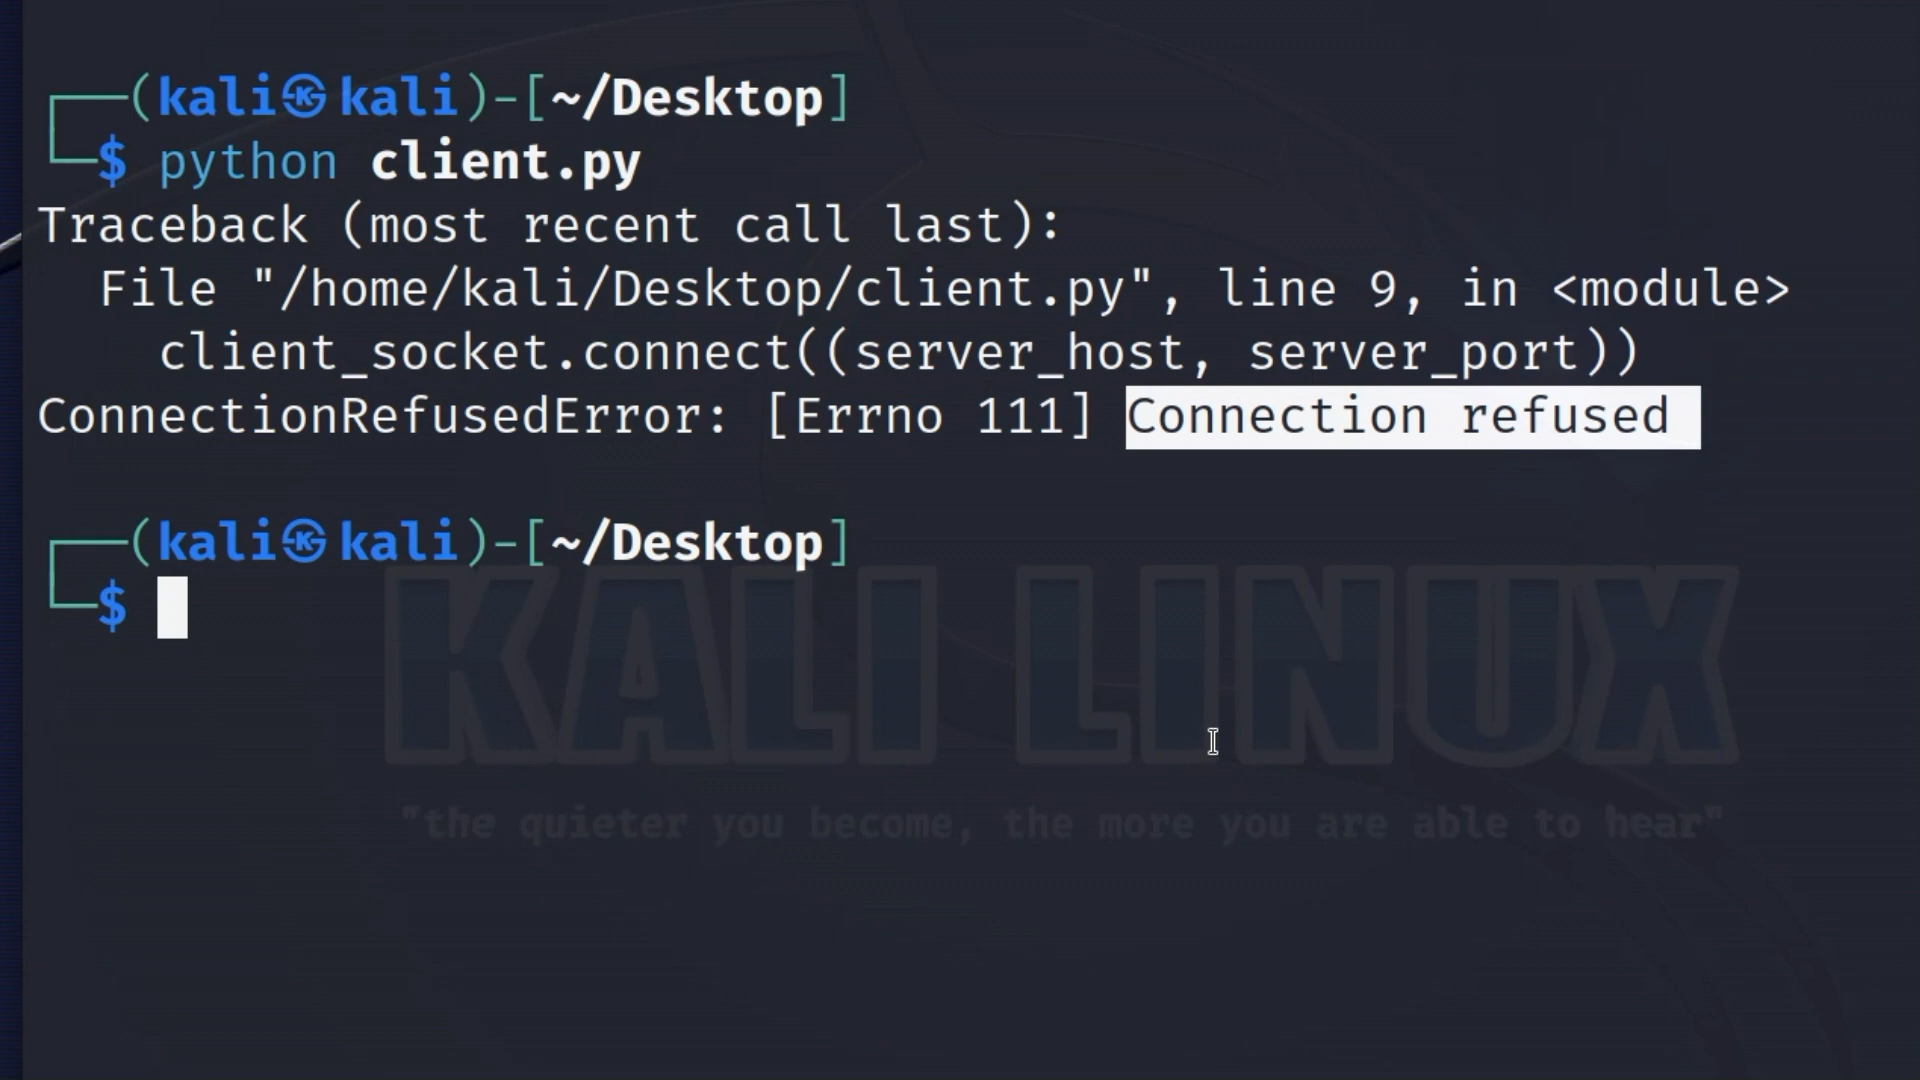 (kali㉿kali)-[~/Desktop]
$ python client.py
Traceback (most recent call last):
  File "/home/kali/Desktop/client.py", line 9, in <module>
    client_socket.connect((server_host, server_port))
ConnectionRefusedError: [Errno 111] Connection refused
(kali㉿kali)-[~/Desktop]
$
KALI LINUX
"the quieter you become, the more you are able to hear"